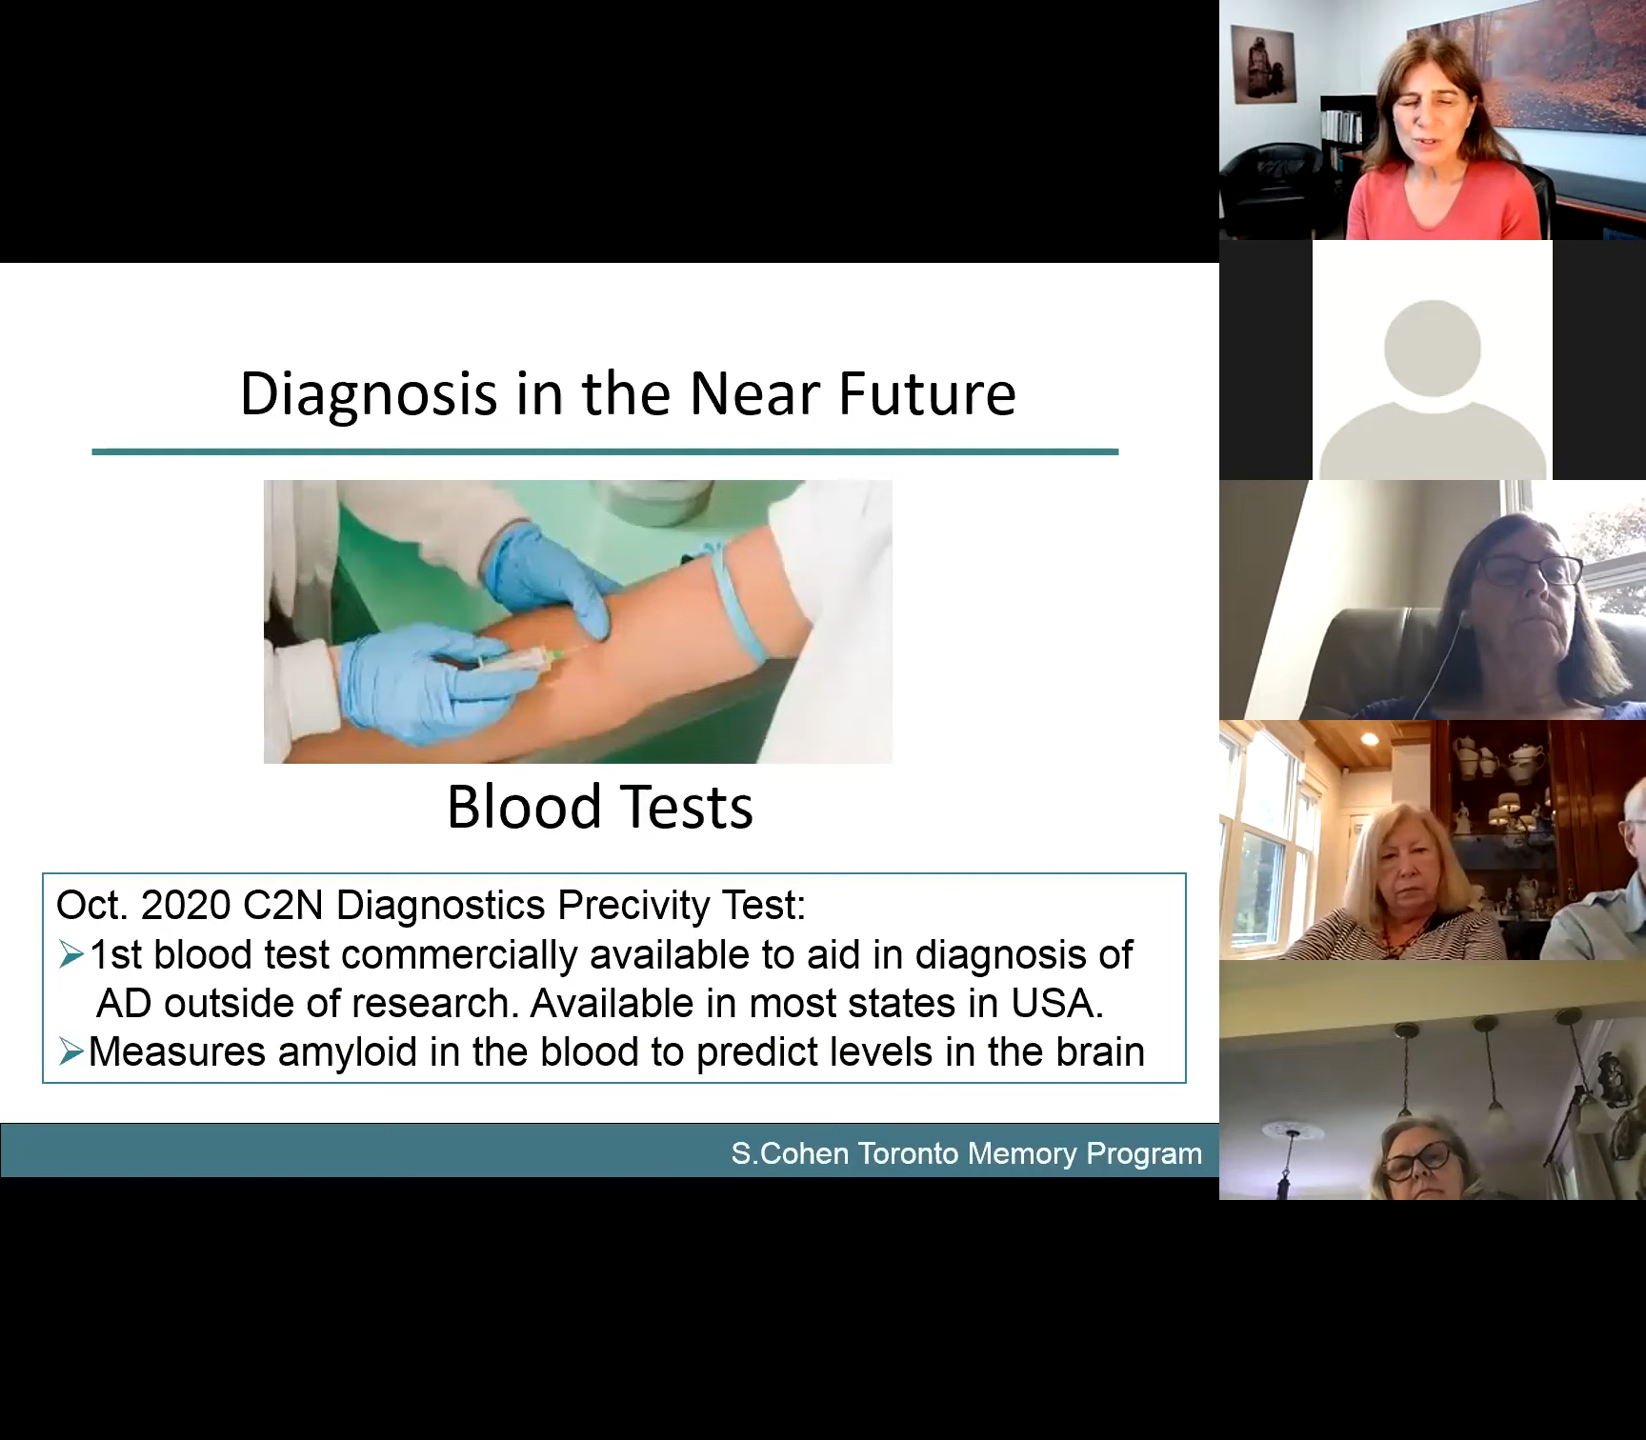 Diagnosis in the Near Future
Blood Tests
Oct. 2020 C2N Diagnostics Precivity Test:
➢1st blood test commercially available to aid in diagnosis of
AD outside of research. Available in most states in USA.
➢Measures amyloid in the blood to predict levels in the brain
S.Cohen Toronto Memory Program